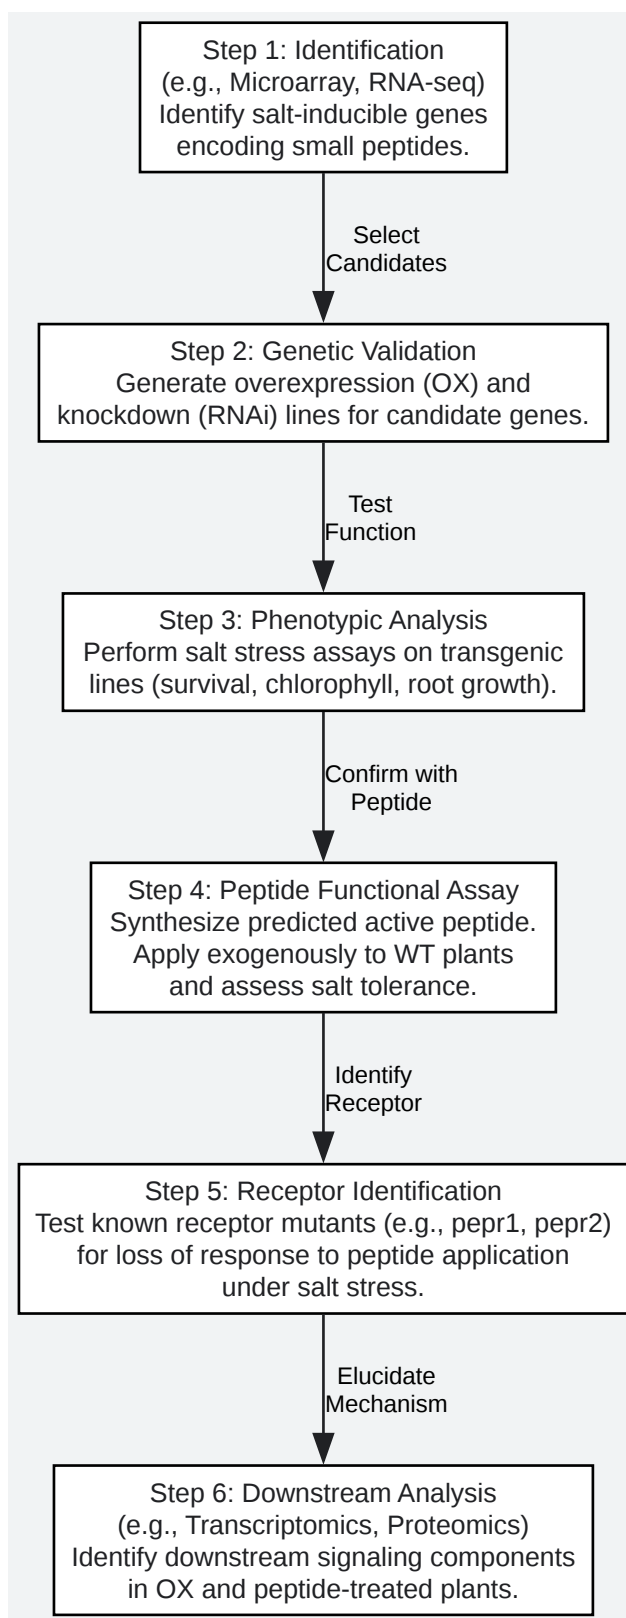 Step 1: Identification
(e.g., Microarray, RNA-seq)
Identify salt-inducible genes
encoding small peptides.
Select
Candidates
Step 2: Genetic Validation
Generate overexpression (OX) and
knockdown (RNAi) lines for candidate genes.
Test
Function
Step 3: Phenotypic Analysis
Perform salt stress assays on transgenic
lines (survival, chlorophyll, root growth).
Confirm with
Peptide
Step 4: Peptide Functional Assay
Synthesize predicted active peptide.
Apply exogenously to WT plants
and assess salt tolerance.
Identify
Receptor
Step 5: Receptor Identification
Test known receptor mutants (e.g., pepr1, pepr2)
for loss of response to peptide application
under salt stress.
Elucidate
Mechanism
Step 6: Downstream Analysis
(e.g., Transcriptomics, Proteomics)
Identify downstream signaling components
in OX and peptide-treated plants.